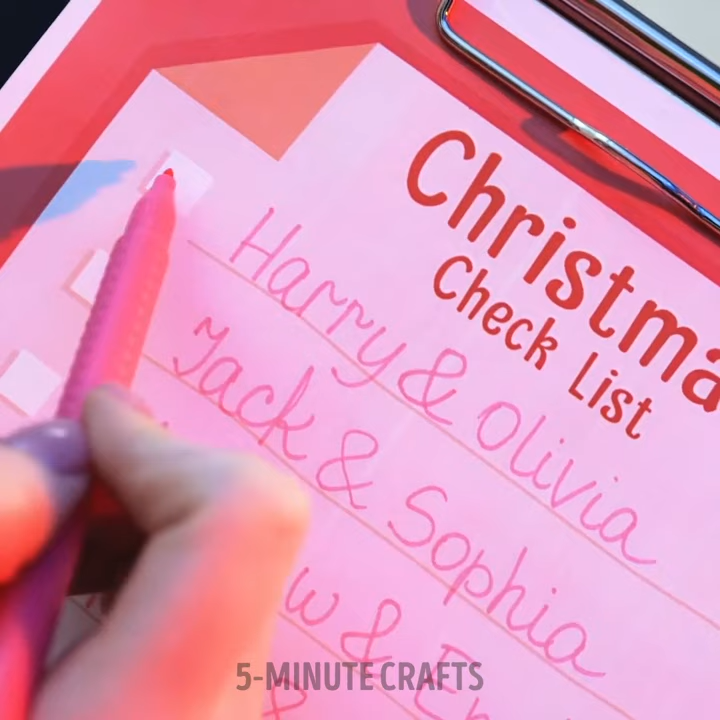 Christma
Check List
Harry & Olivia
Jack & Sophia
w & E
&
5-MINUTE CRAFTS